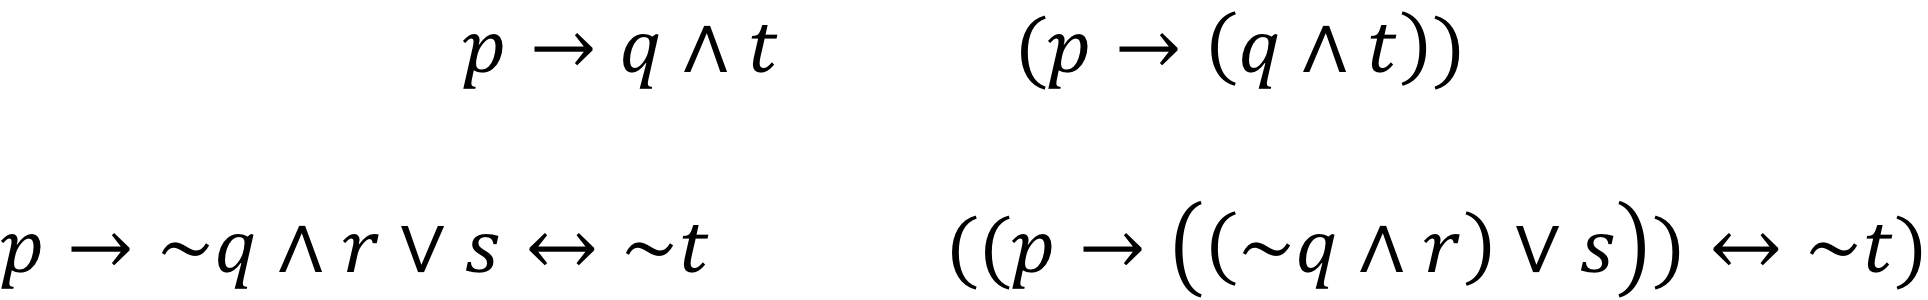 p → q ∧ t (p → (q ∧ t))
p → ~q ∧ r ∨ s ↔ ~t ((p → ((~q ∧ r) ∨ s)) ↔ ~t)